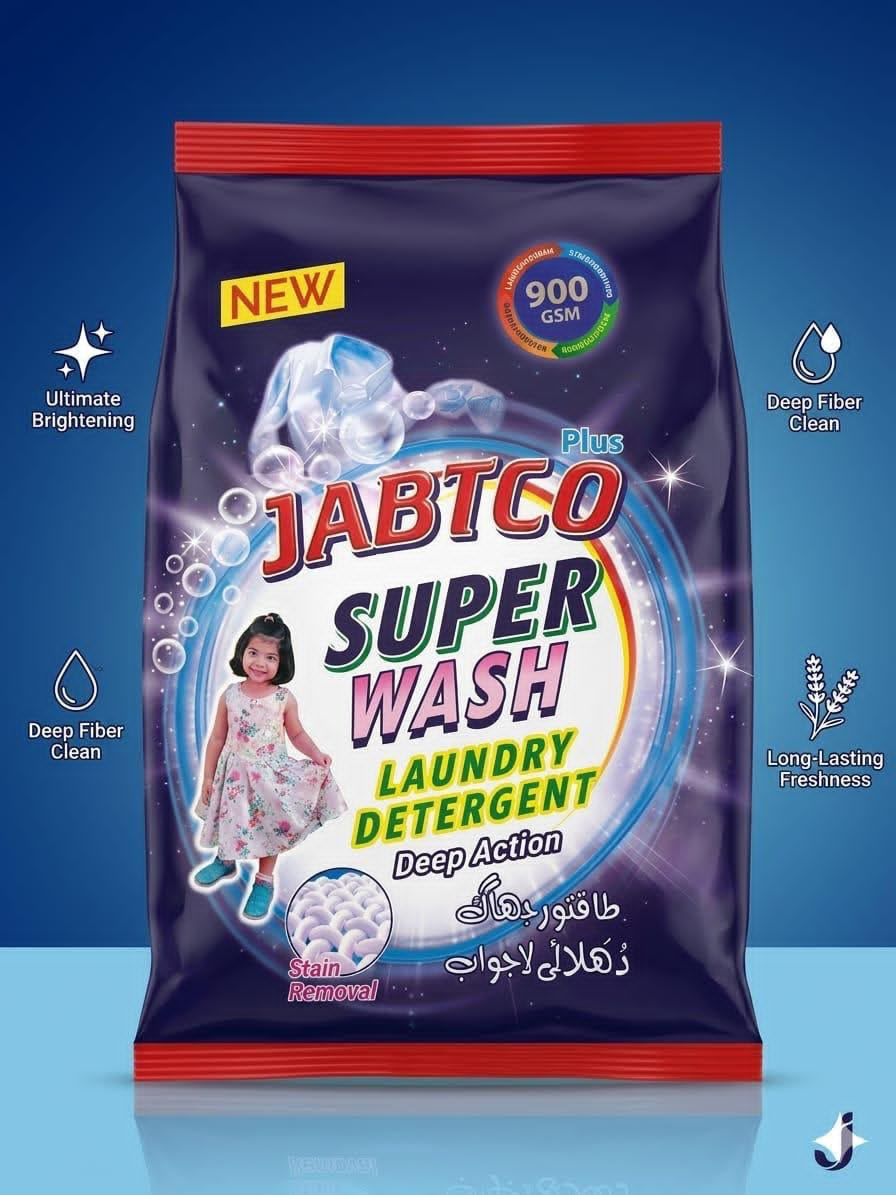 NEW
900
GSM
Ultimate
Brightening
Deep Fiber
Clean
Plus
JABTCO
SUPER
WASH
LAUNDRY
DETERGENT
Deep Action
Deep Fiber
Clean
Long-Lasting
Freshness
طاقتور جھاگ
دُھلائی لاجواب
Stain
Removal